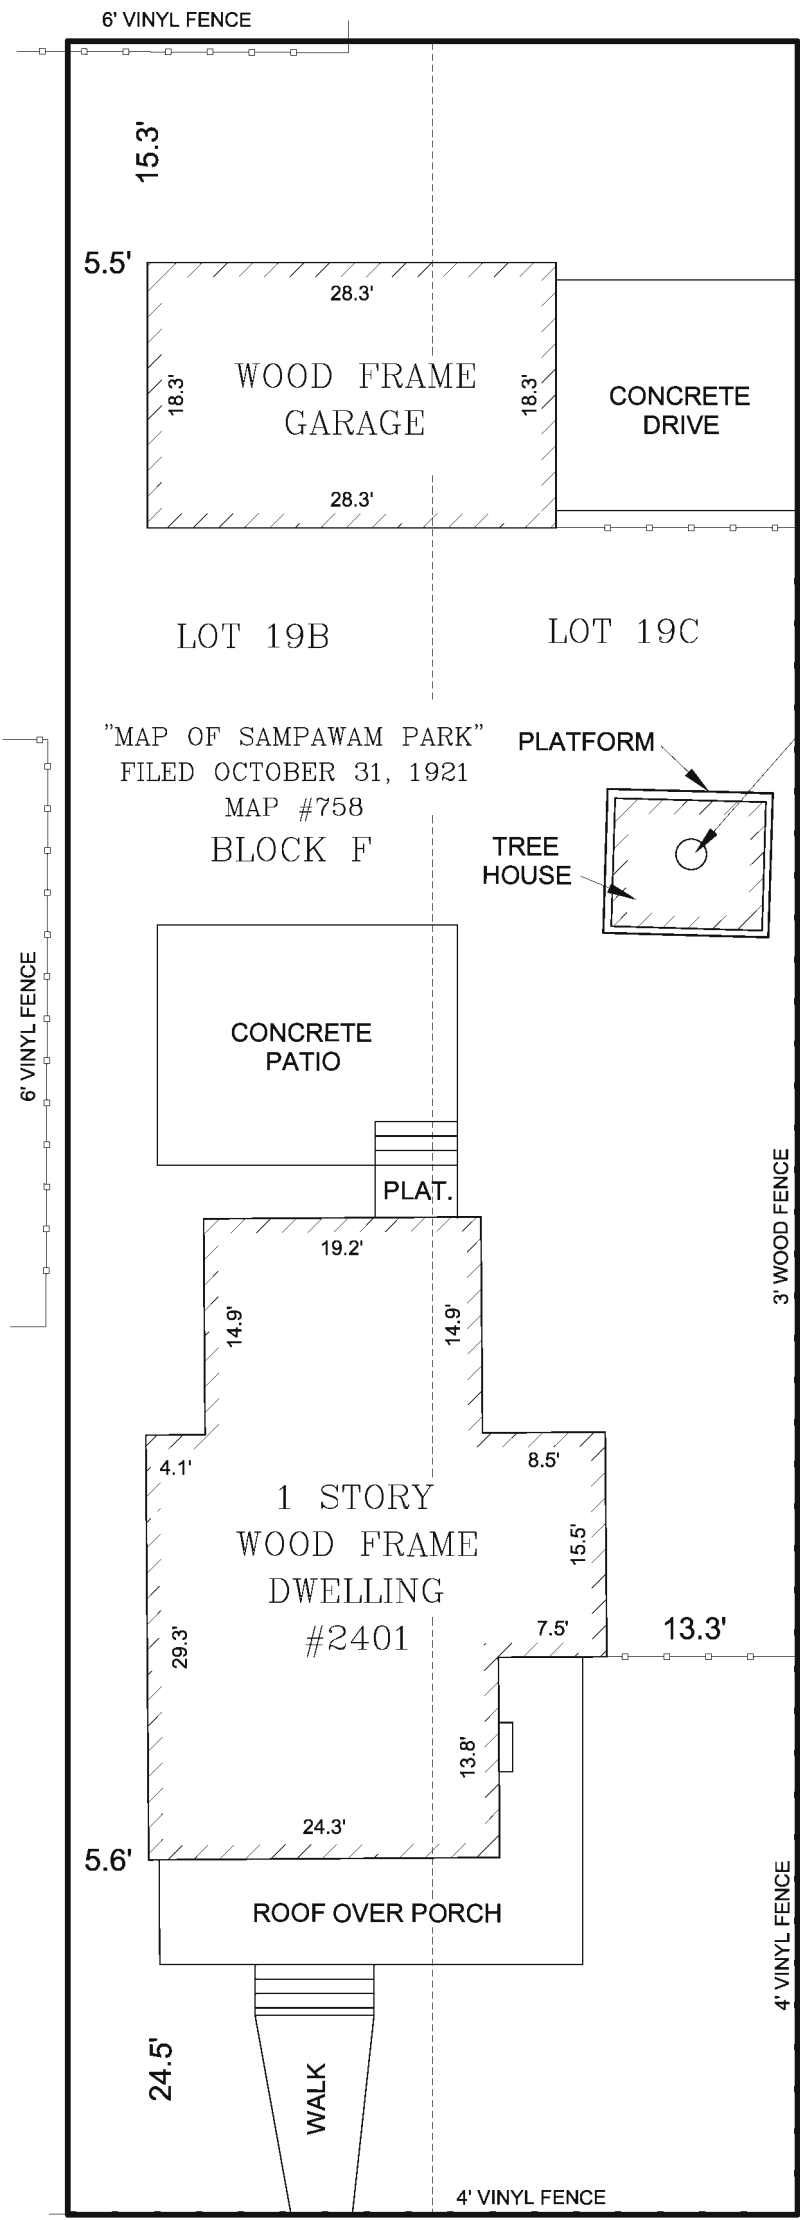 6' VINYL FENCE
15.3'
5.5'
28.3'
18.3'
WOOD FRAME
GARAGE
18.3'
28.3'
CONCRETE
DRIVE
LOT 19B
LOT 19C
"MAP OF SAMPAWAM PARK"
FILED OCTOBER 31, 1921
MAP #758
BLOCK F
PLATFORM
TREE
HOUSE
6' VINYL FENCE
CONCRETE
PATIO
PLAT.
3' WOOD FENCE
19.2'
14.9'
14.9'
4.1'
8.5'
1 STORY
WOOD FRAME
DWELLING
#2401
15.5'
7.5'
13.3'
29.3'
13.8'
24.3'
5.6'
ROOF OVER PORCH
4' VINYL FENCE
24.5'
WALK
4' VINYL FENCE